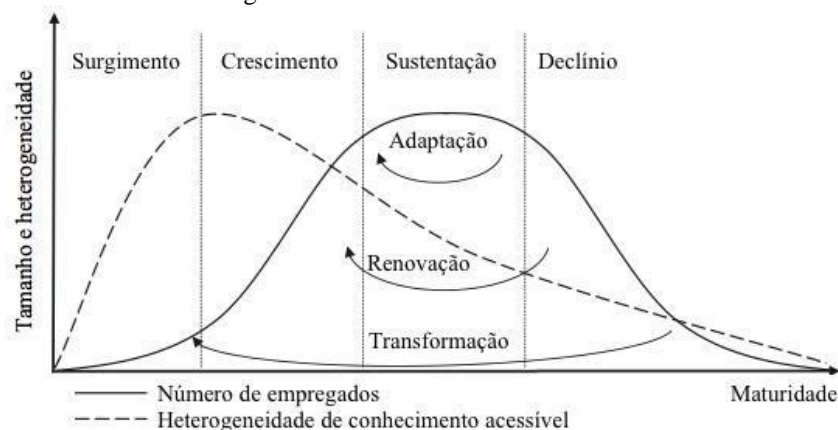 Surgimento
Crescimento
Sustentação
Declínio
Adaptação
Renovação
Transformação
Tamanho e heterogeneidade
Maturidade
Número de empregados
Heterogeneidade de conhecimento acessível